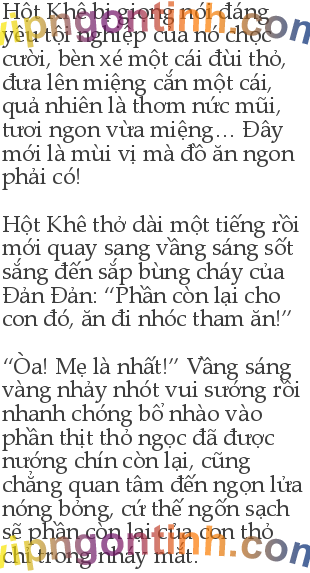 Hột Khê bị giọng nói đáng
yêu tội nghiệp của nó chọc
cười, bèn xé một cái đùi thỏ,
đưa lên miệng cắn một cái,
quả nhiên là thơm nức mũi,
tươi ngon vừa miệng… Đây
mới là mùi vị mà đồ ăn ngon
phải có!
Hột Khê thở dài một tiếng rồi
mới quay sang vầng sáng sốt
sắng đến sắp bùng cháy của
Đản Đản: “Phần còn lại cho
con đó, ăn đi nhóc tham ăn!”
“Òa! Mẹ là nhất!” Vầng sáng
vàng nhảy nhót vui sướng rồi
nhanh chóng bổ nhào vào
phần thịt thỏ ngọc đã được
nướng chín còn lại, cũng
chẳng quan tâm đến ngọn lửa
nóng bỏng, cứ thế ngốn sạch
sẽ phần còn lại của con thỏ
chỉ trong nháy mắt.
vipngontinh.com
vipngontinh.com